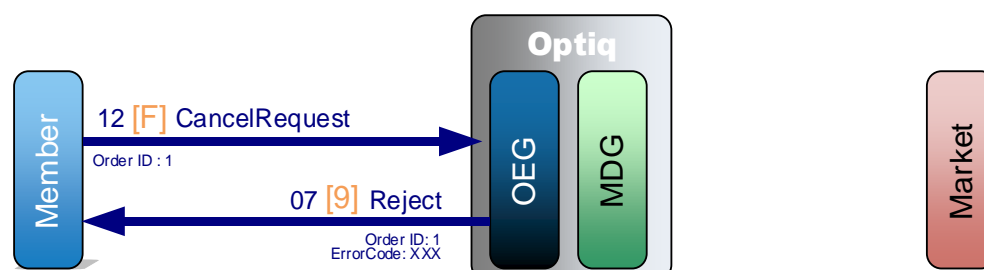 Optiq
Member
12 [F] CancelRequest
Order ID : 1
07 [9] Reject
Order ID: 1
ErrorCode: XXX
OEG
MDG
Market